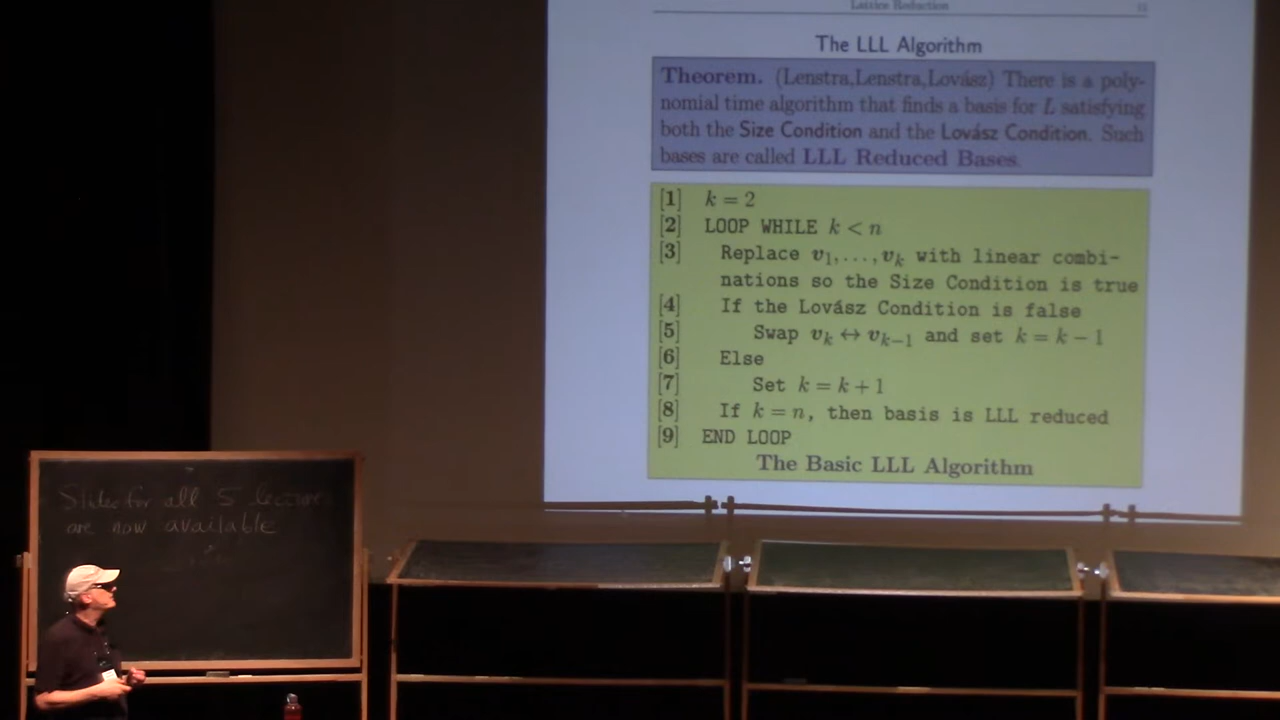 Lattice Reduction
The LLL Algorithm
Theorem. (Lenstra,Lenstra,Lovász) There is a poly-
nomial time algorithm that finds a basis for L satisfying
both the Size Condition and the Lovász Condition. Such
bases are called LLL Reduced Bases.
[1] k = 2
[2] LOOP WHILE k < n
[3] Replace v₁,...,vₖ with linear combi-
nations so the Size Condition is true
[4] If the Lovász Condition is false
[5] Swap vₖ ↔ vₖ₋₁ and set k = k − 1
[6] Else
[7] Set k = k + 1
[8] If k = n, then basis is LLL reduced
[9] END LOOP
The Basic LLL Algorithm
Slides for all 5 lectures
are now available